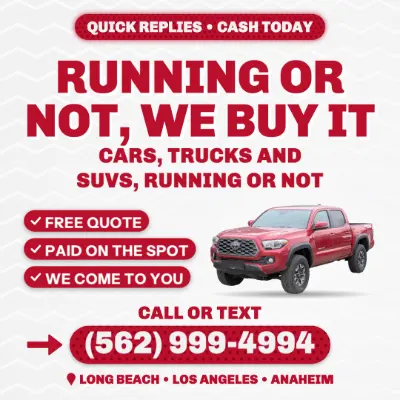 QUICK REPLIES • CASH TODAY
RUNNING OR
NOT, WE BUY IT
CARS, TRUCKS AND
SUVS, RUNNING OR NOT
FREE QUOTE
PAID ON THE SPOT
WE COME TO YOU
CALL OR TEXT
(562) 999-4994
LONG BEACH • LOS ANGELES • ANAHEIM